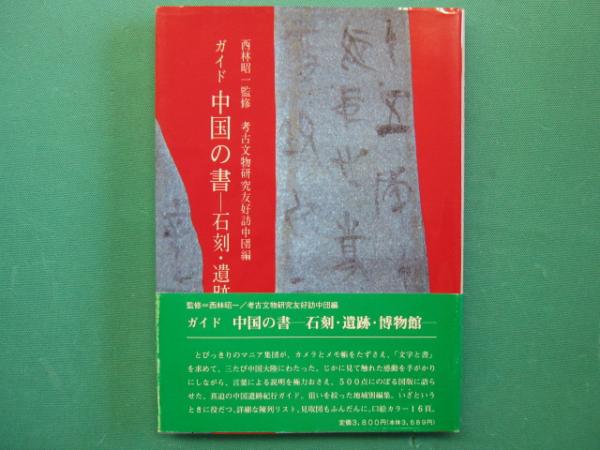 西林昭一監修 考古文物研究友好訪中団編
ガイド 中国の書―石刻・遺跡
監修=西林昭一/考古文物研究友好訪中団編
ガイド 中国の書―石刻・遺跡・博物館―
とびっきりのマニア集団が、カメラとメモ帳をたずさえ、「文字と書」
を求めて、三たび中国大陸にわたった。じかに見て触れた感動を手がかり
にしながら、言葉による説明を極力おさえ、500点にのぼる図版に語ら
せた、真迫の中国遺跡紀行ガイド。狙いを絞った地域別編集。いざという
ときに役だつ、詳細な陳列リスト、見取図もふんだんに。口絵カラー16頁。
定価3,800円(本体3,689円)